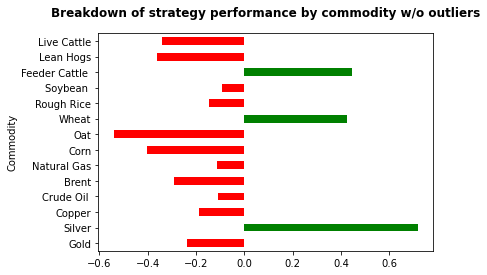 Breakdown of strategy performance by commodity w/o outliers
Live Cattle
Lean Hogs
Feeder Cattle
Soybean
Rough Rice
Wheat
Oat
Corn
Natural Gas
Brent
Crude Oil
Copper
Silver
Gold
Commodity
−0.6 −0.4 −0.2 0.0 0.2 0.4 0.6